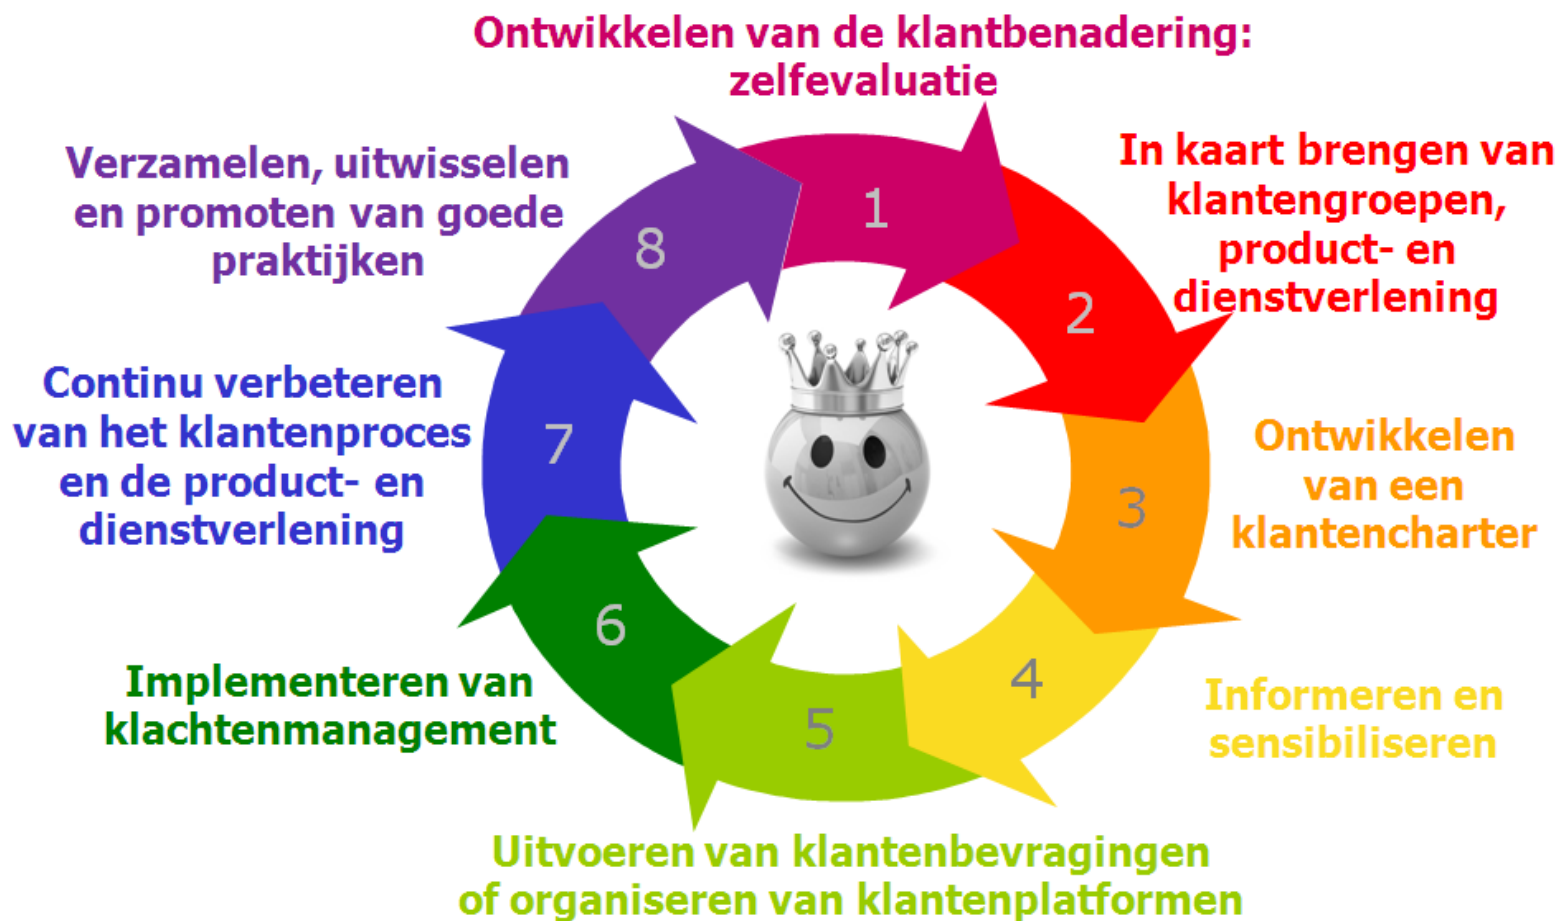 Ontwikkelen van de klantbenadering:
zelfevaluatie
1
In kaart brengen van
klantengroepen,
product- en
dienstverlening
2
Ontwikkelen
van een
klantencharter
3
Informeren en
sensibiliseren
4
Uitvoeren van klantenbevragingen
of organiseren van klantenplatformen
5
Implementeren van
klachtenmanagement
6
Continu verbeteren
van het klantenproces
en de product- en
dienstverlening
7
Verzamelen, uitwisselen
en promoten van goede
praktijken
8